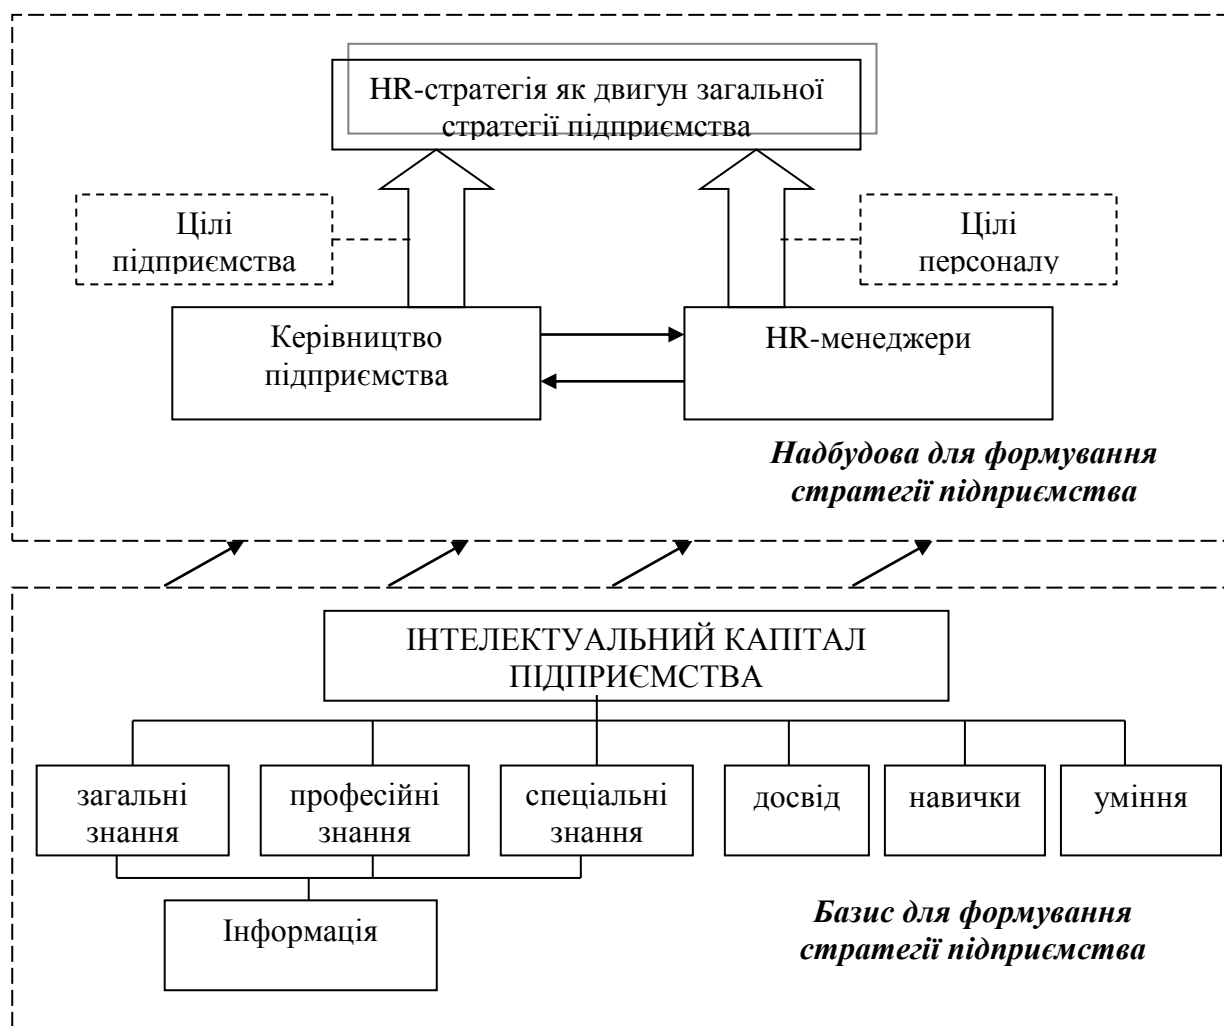 HR-стратегія як двигун загальної
стратегії підприємства
Цілі
підприємства
Цілі
персоналу
Керівництво
підприємства
HR-менеджери
Надбудова для формування
стратегії підприємства
ІНТЕЛЕКТУАЛЬНИЙ КАПІТАЛ
ПІДПРИЄМСТВА
загальні
знання
професійні
знання
спеціальні
знання
досвід
навички
уміння
Інформація
Базис для формування
стратегії підприємства